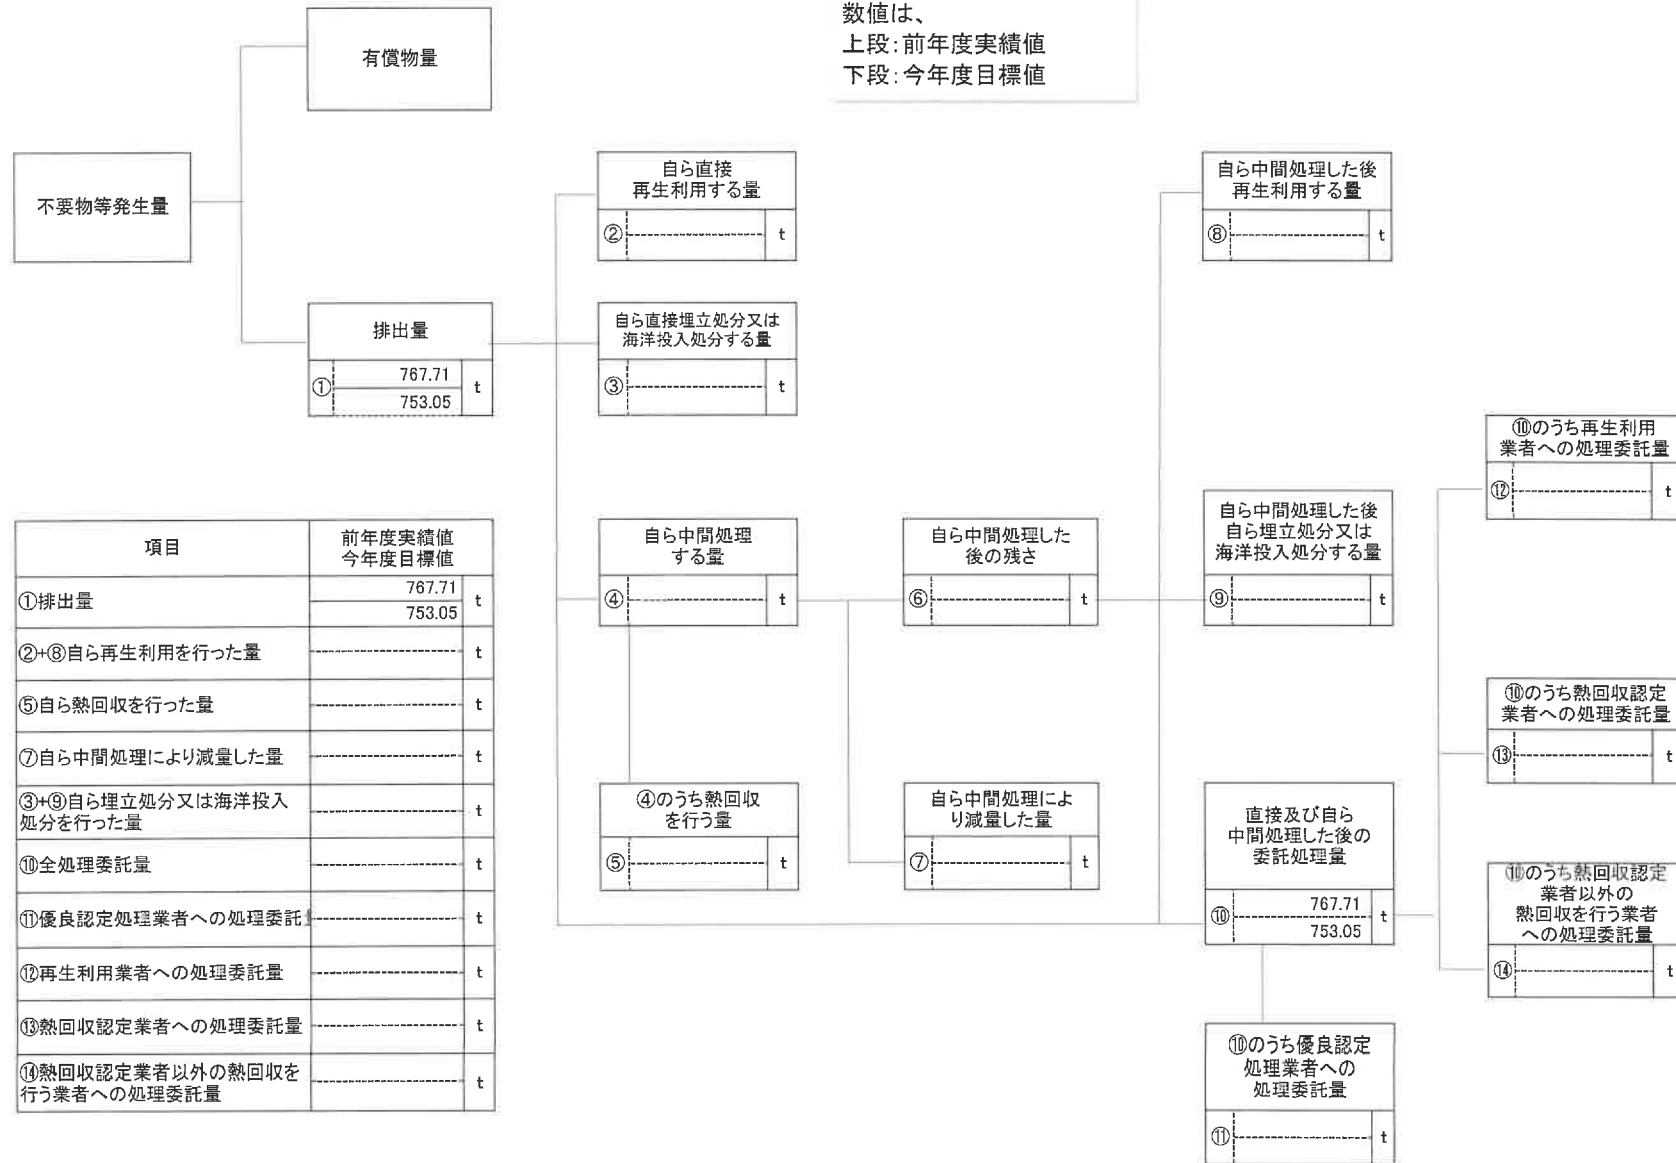 数値は、
上段：前年度実績値
下段：今年度目標値
有償物量
不要物等発生量
排出量
①
767.71
753.05
t
自ら直接
再生利用する量
②
t
自ら直接埋立処分又は
海洋投入処分する量
③
t
自ら中間処理
する量
④
t
④のうち熱回収
を行う量
⑤
t
自ら中間処理した
後の残さ
⑥
t
自ら中間処理によ
り減量した量
⑦
t
自ら中間処理した後
再生利用する量
⑧
t
自ら中間処理した後
自ら埋立処分又は
海洋投入処分する量
⑨
t
直接及び自ら
中間処理した後の
委託処理量
⑩
767.71
753.05
t
⑩のうち優良認定
処理業者への
処理委託量
⑪
t
⑩のうち再生利用
業者への処理委託量
⑫
t
⑩のうち熱回収認定
業者への処理委託量
⑬
t
⑩のうち熱回収認定
業者以外の
熱回収を行う業者
への処理委託量
⑭
t
項目
前年度実績値
今年度目標値
①排出量
767.71
753.05
t
②+⑧自ら再生利用を行った量
t
⑤自ら熱回収を行った量
t
⑦自ら中間処理により減量した量
t
③+⑨自ら埋立処分又は海洋投入
処分を行った量
t
⑩全処理委託量
t
⑪優良認定処理業者への処理委託
t
⑫再生利用業者への処理委託量
t
⑬熱回収認定業者への処理委託量
t
⑭熱回収認定業者以外の熱回収を
行う業者への処理委託量
t